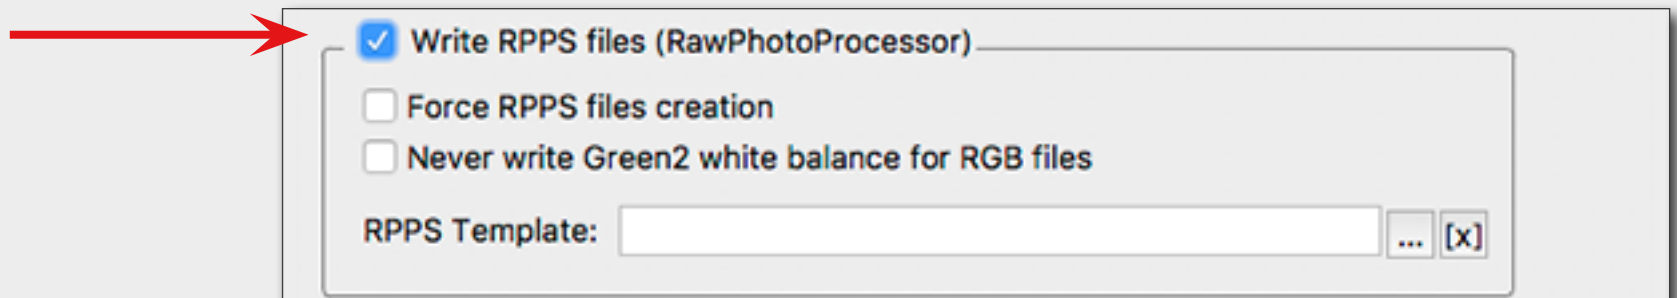 Write RPPS files (RawPhotoProcessor)
Force RPPS files creation
Never write Green2 white balance for RGB files
RPPS Template: ... [x]